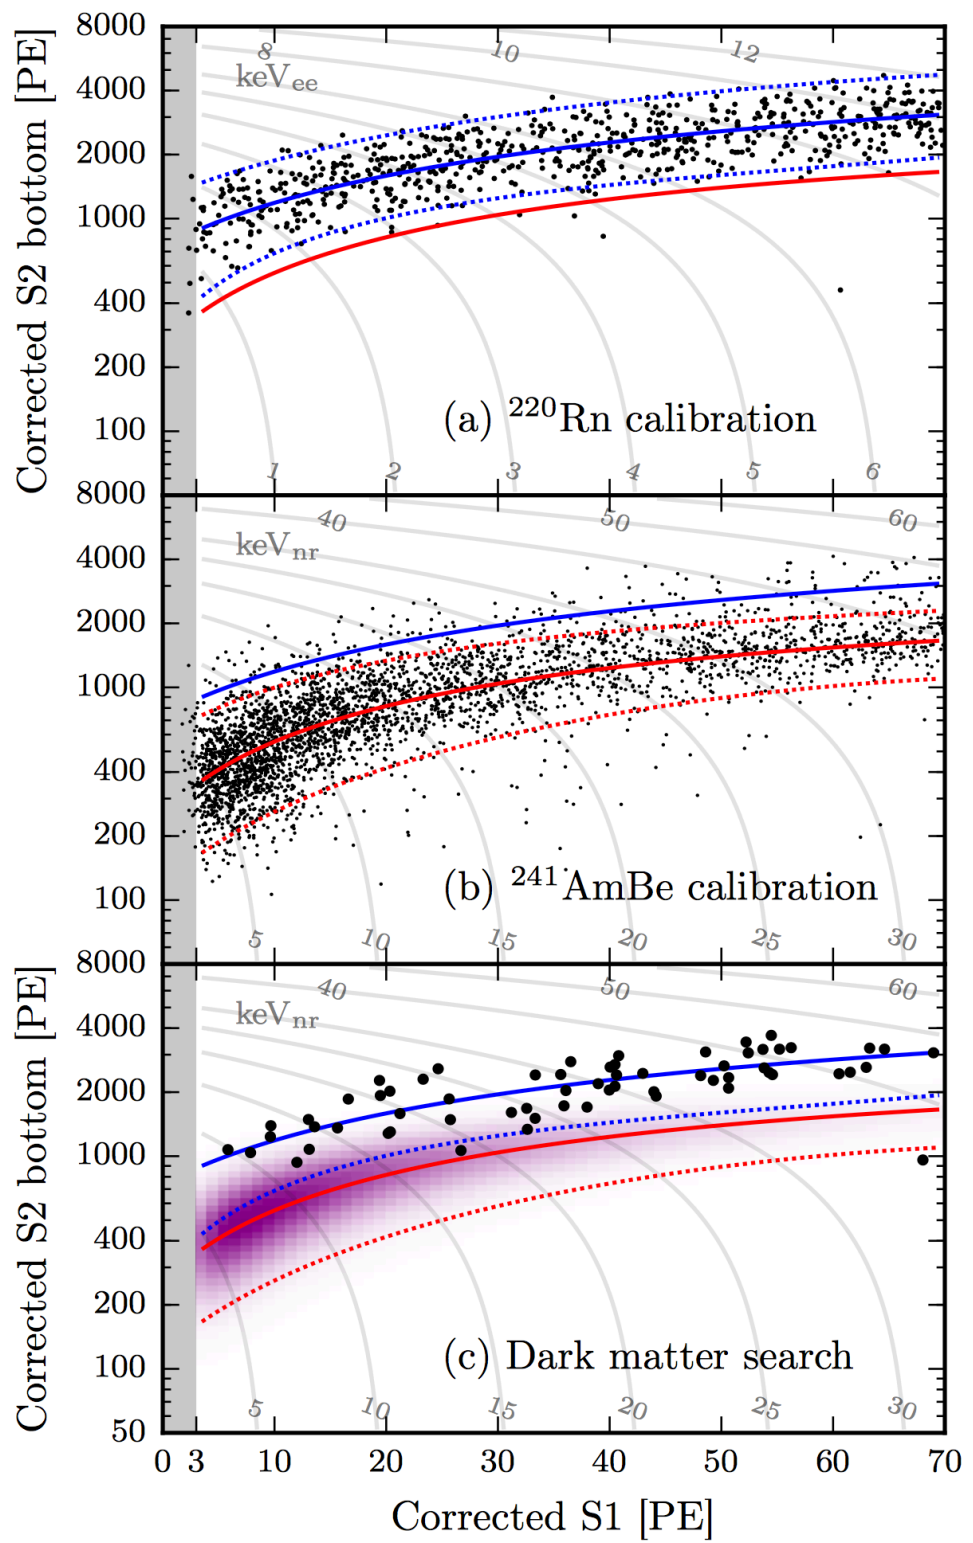 8000
4000
2000
1000
400
200
100
Corrected S2 bottom [PE]
keVee
8 10 12
1 2 3 4 5 6
(a) ²²⁰Rn calibration
8000
4000
2000
1000
400
200
100
Corrected S2 bottom [PE]
keVnr
40 50 60
5 10 15 20 25 30
(b) ²⁴¹AmBe calibration
8000
4000
2000
1000
400
200
100
50
Corrected S2 bottom [PE]
keVnr
40 50 60
5 10 15 20 25 30
(c) Dark matter search
0 3 10 20 30 40 50 60 70
Corrected S1 [PE]